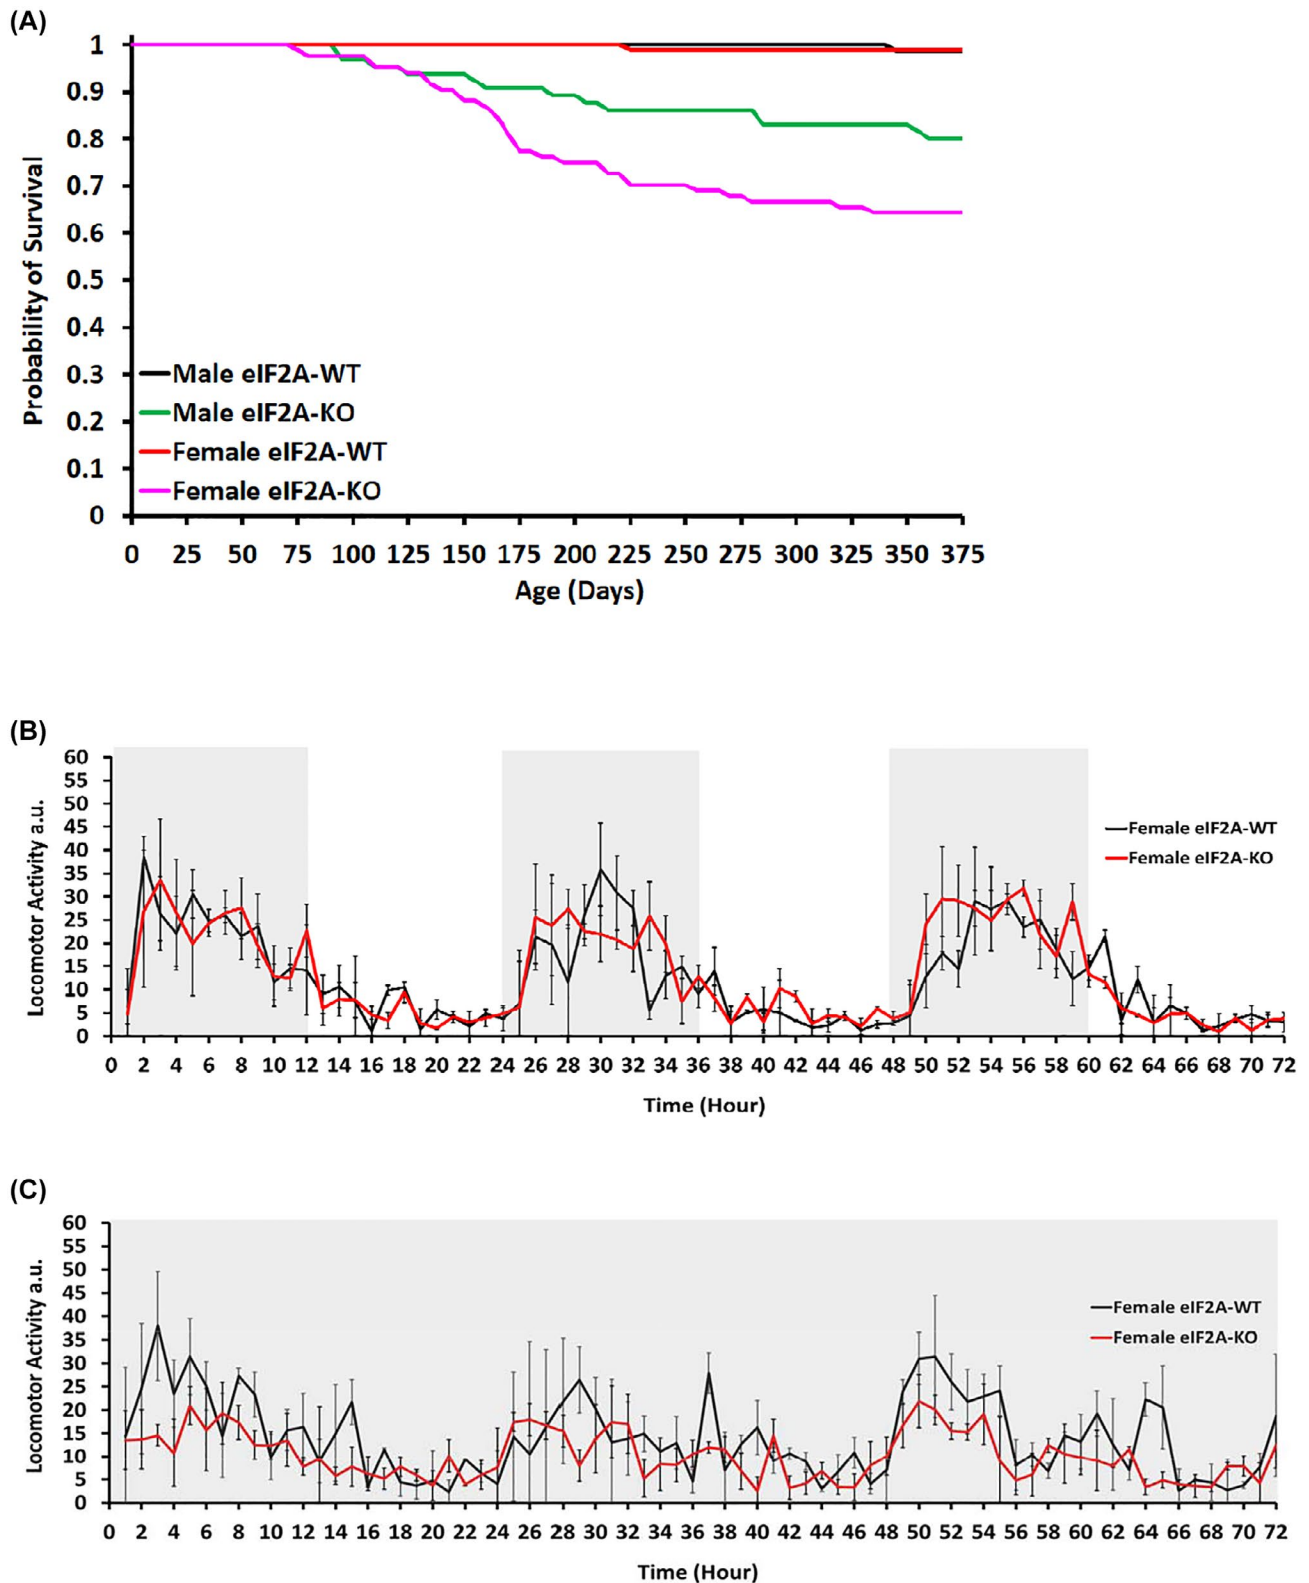 (A)
1
0.9
0.8
0.7
0.6
0.5
0.4
0.3
0.2
0.1
0
Probability of Survival
Male eIF2A-WT
Male eIF2A-KO
Female eIF2A-WT
Female eIF2A-KO
0 25 50 75 100 125 150 175 200 225 250 275 300 325 350 375
Age (Days)
(B)
60
55
50
45
40
35
30
25
20
15
10
5
0
Locomotor Activity a.u.
Female eIF2A-WT
Female eIF2A-KO
0 2 4 6 8 10 12 14 16 18 20 22 24 26 28 30 32 34 36 38 40 42 44 46 48 50 52 54 56 58 60 62 64 66 68 70 72
Time (Hour)
(C)
60
55
50
45
40
35
30
25
20
15
10
5
0
Locomotor Activity a.u.
Female eIF2A-WT
Female eIF2A-KO
0 2 4 6 8 10 12 14 16 18 20 22 24 26 28 30 32 34 36 38 40 42 44 46 48 50 52 54 56 58 60 62 64 66 68 70 72
Time (Hour)